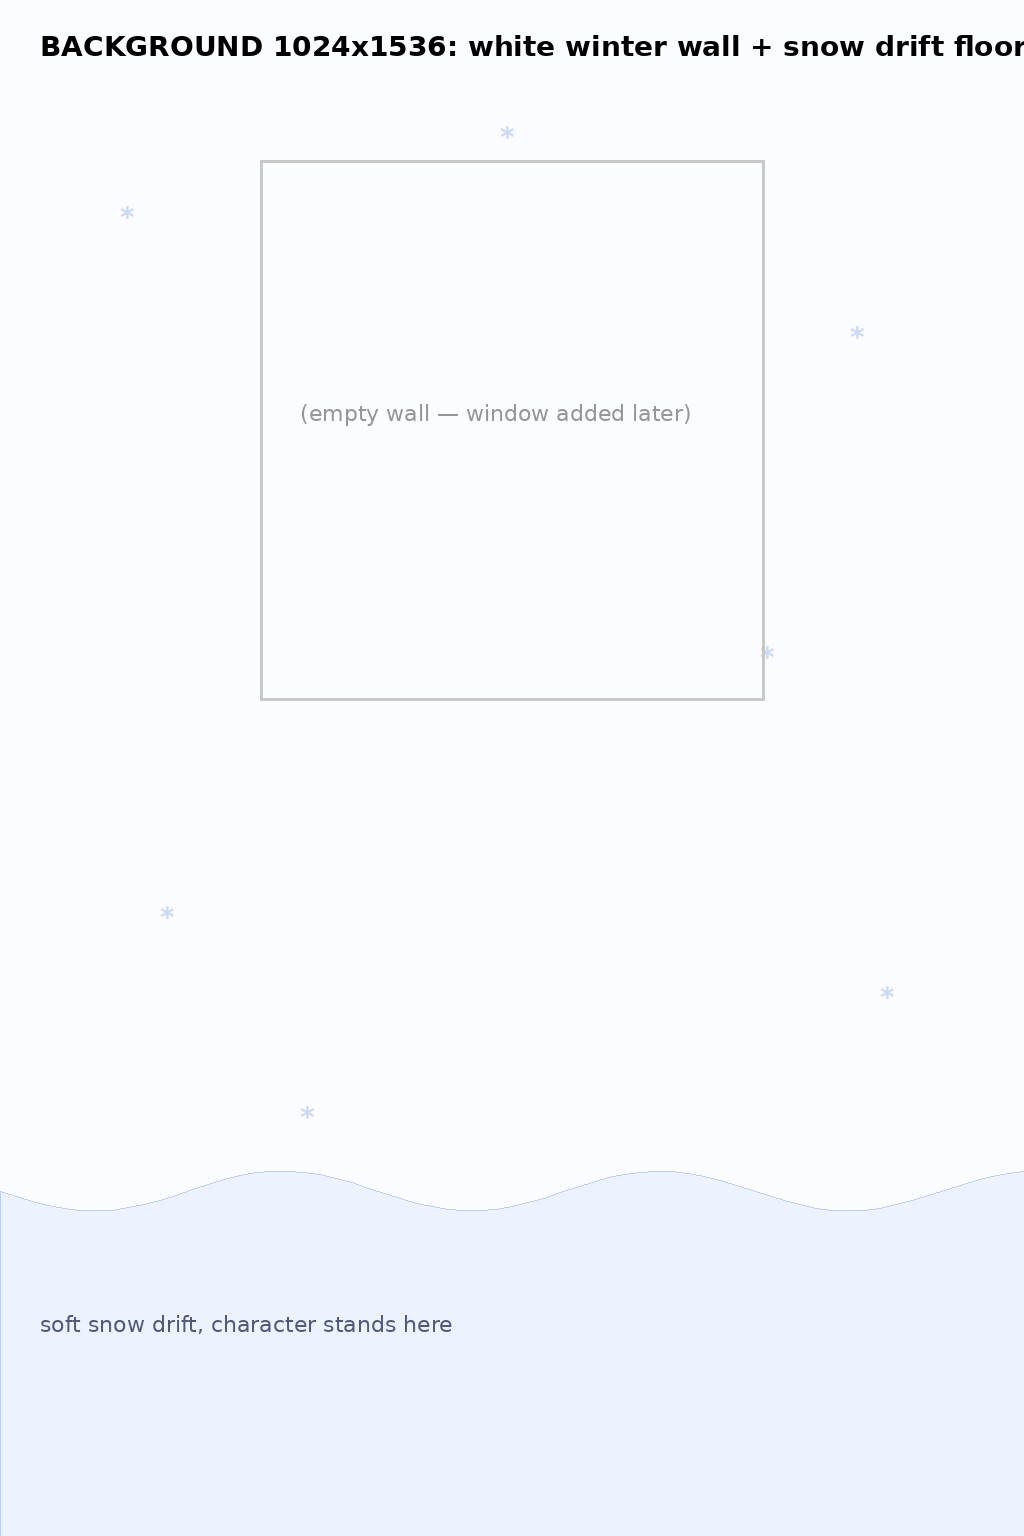 BACKGROUND 1024x1536: white winter wall + snow drift floor
*
*
*
(empty wall — window added later)
*
*
*
*
soft snow drift, character stands here